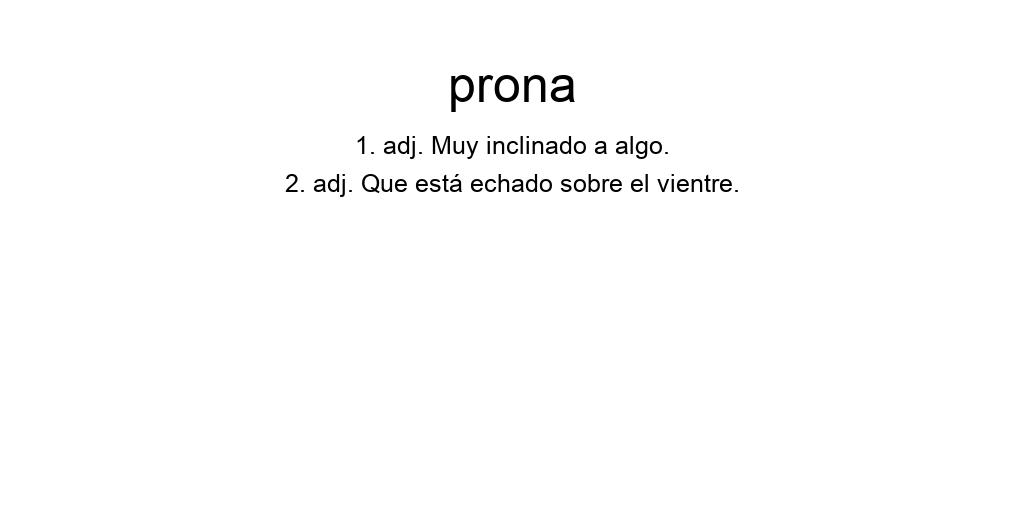 prona
1. adj. Muy inclinado a algo.
2. adj. Que está echado sobre el vientre.